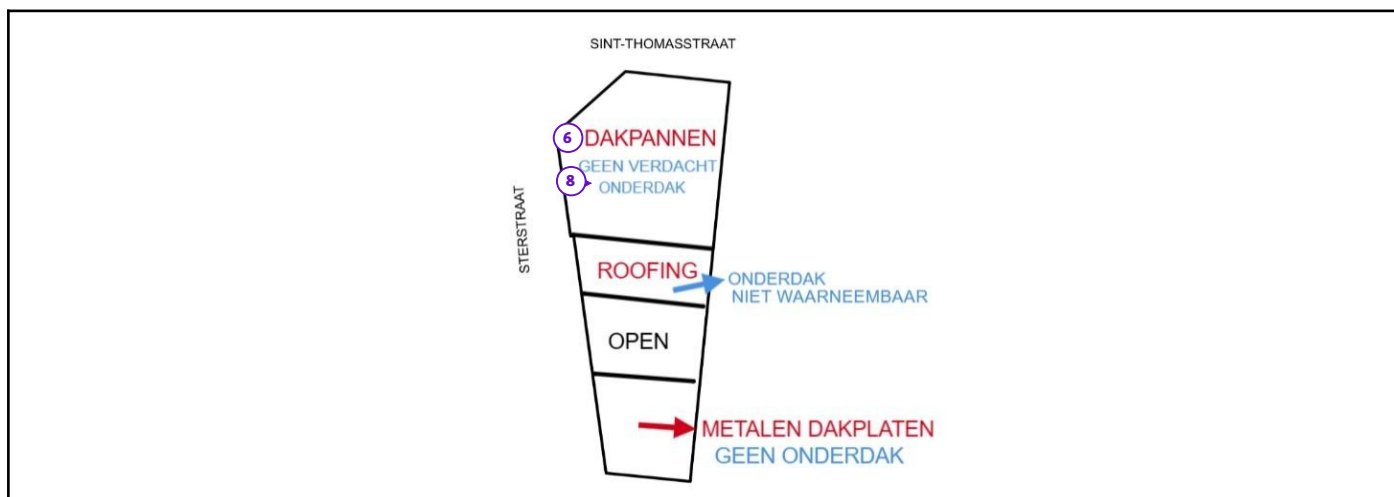 SINT-THOMASSTRAAT
6 DAKPANNEN
GEEN VERDACHT
8 ONDERDAK
STERSTRAAT
ROOFING
ONDERDAK
NIET WAARNEEMBAAR
OPEN
METALEN DAKPLATEN
GEEN ONDERDAK